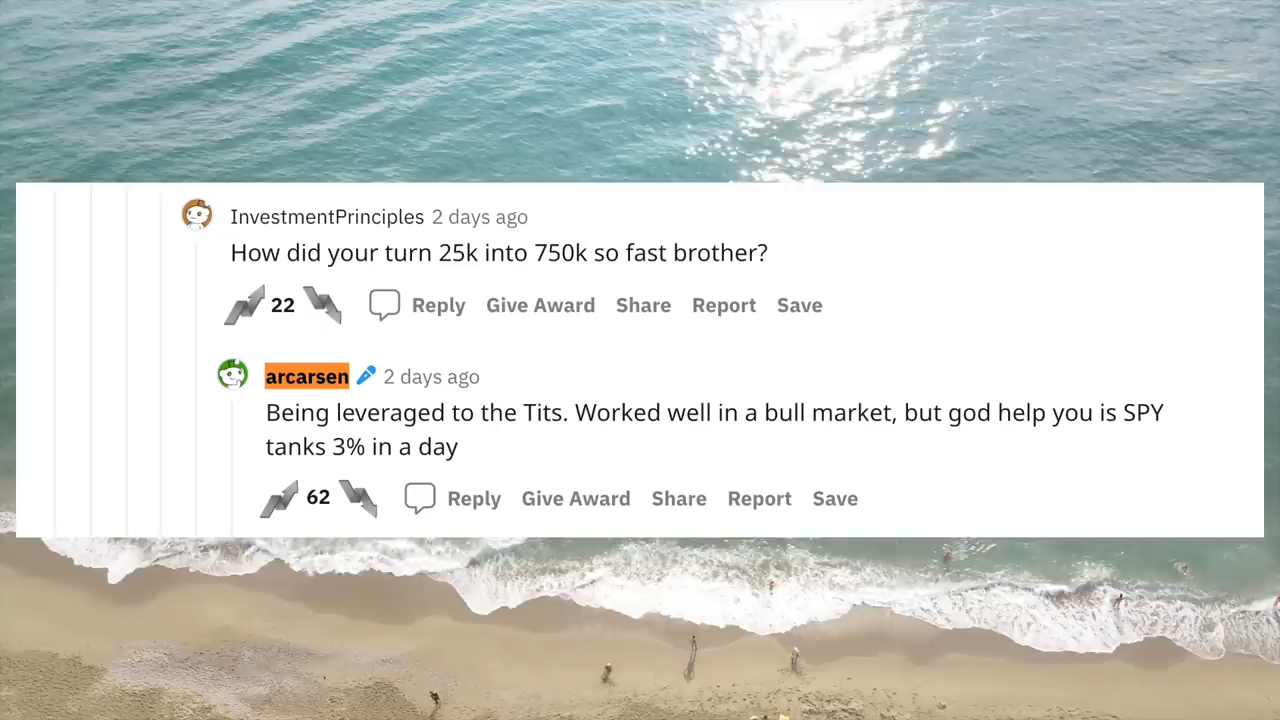 InvestmentPrinciples 2 days ago
How did your turn 25k into 750k so fast brother?
22 Reply Give Award Share Report Save
arcarsen 2 days ago
Being leveraged to the Tits. Worked well in a bull market, but god help you is SPY
tanks 3% in a day
62 Reply Give Award Share Report Save